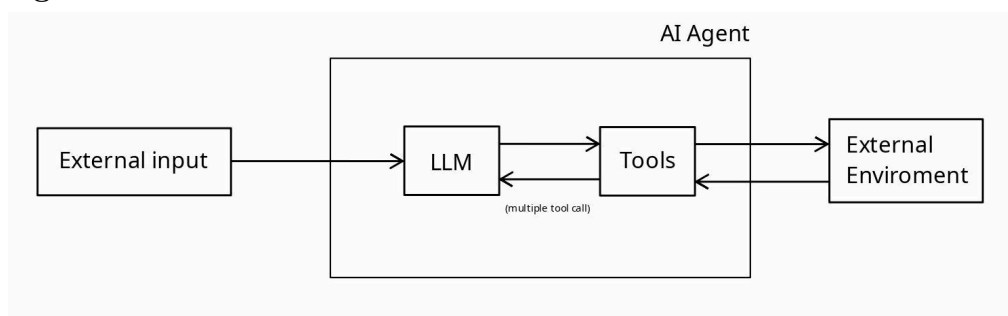 AI Agent
External input
LLM
Tools
External
Enviroment
(multiple tool call)